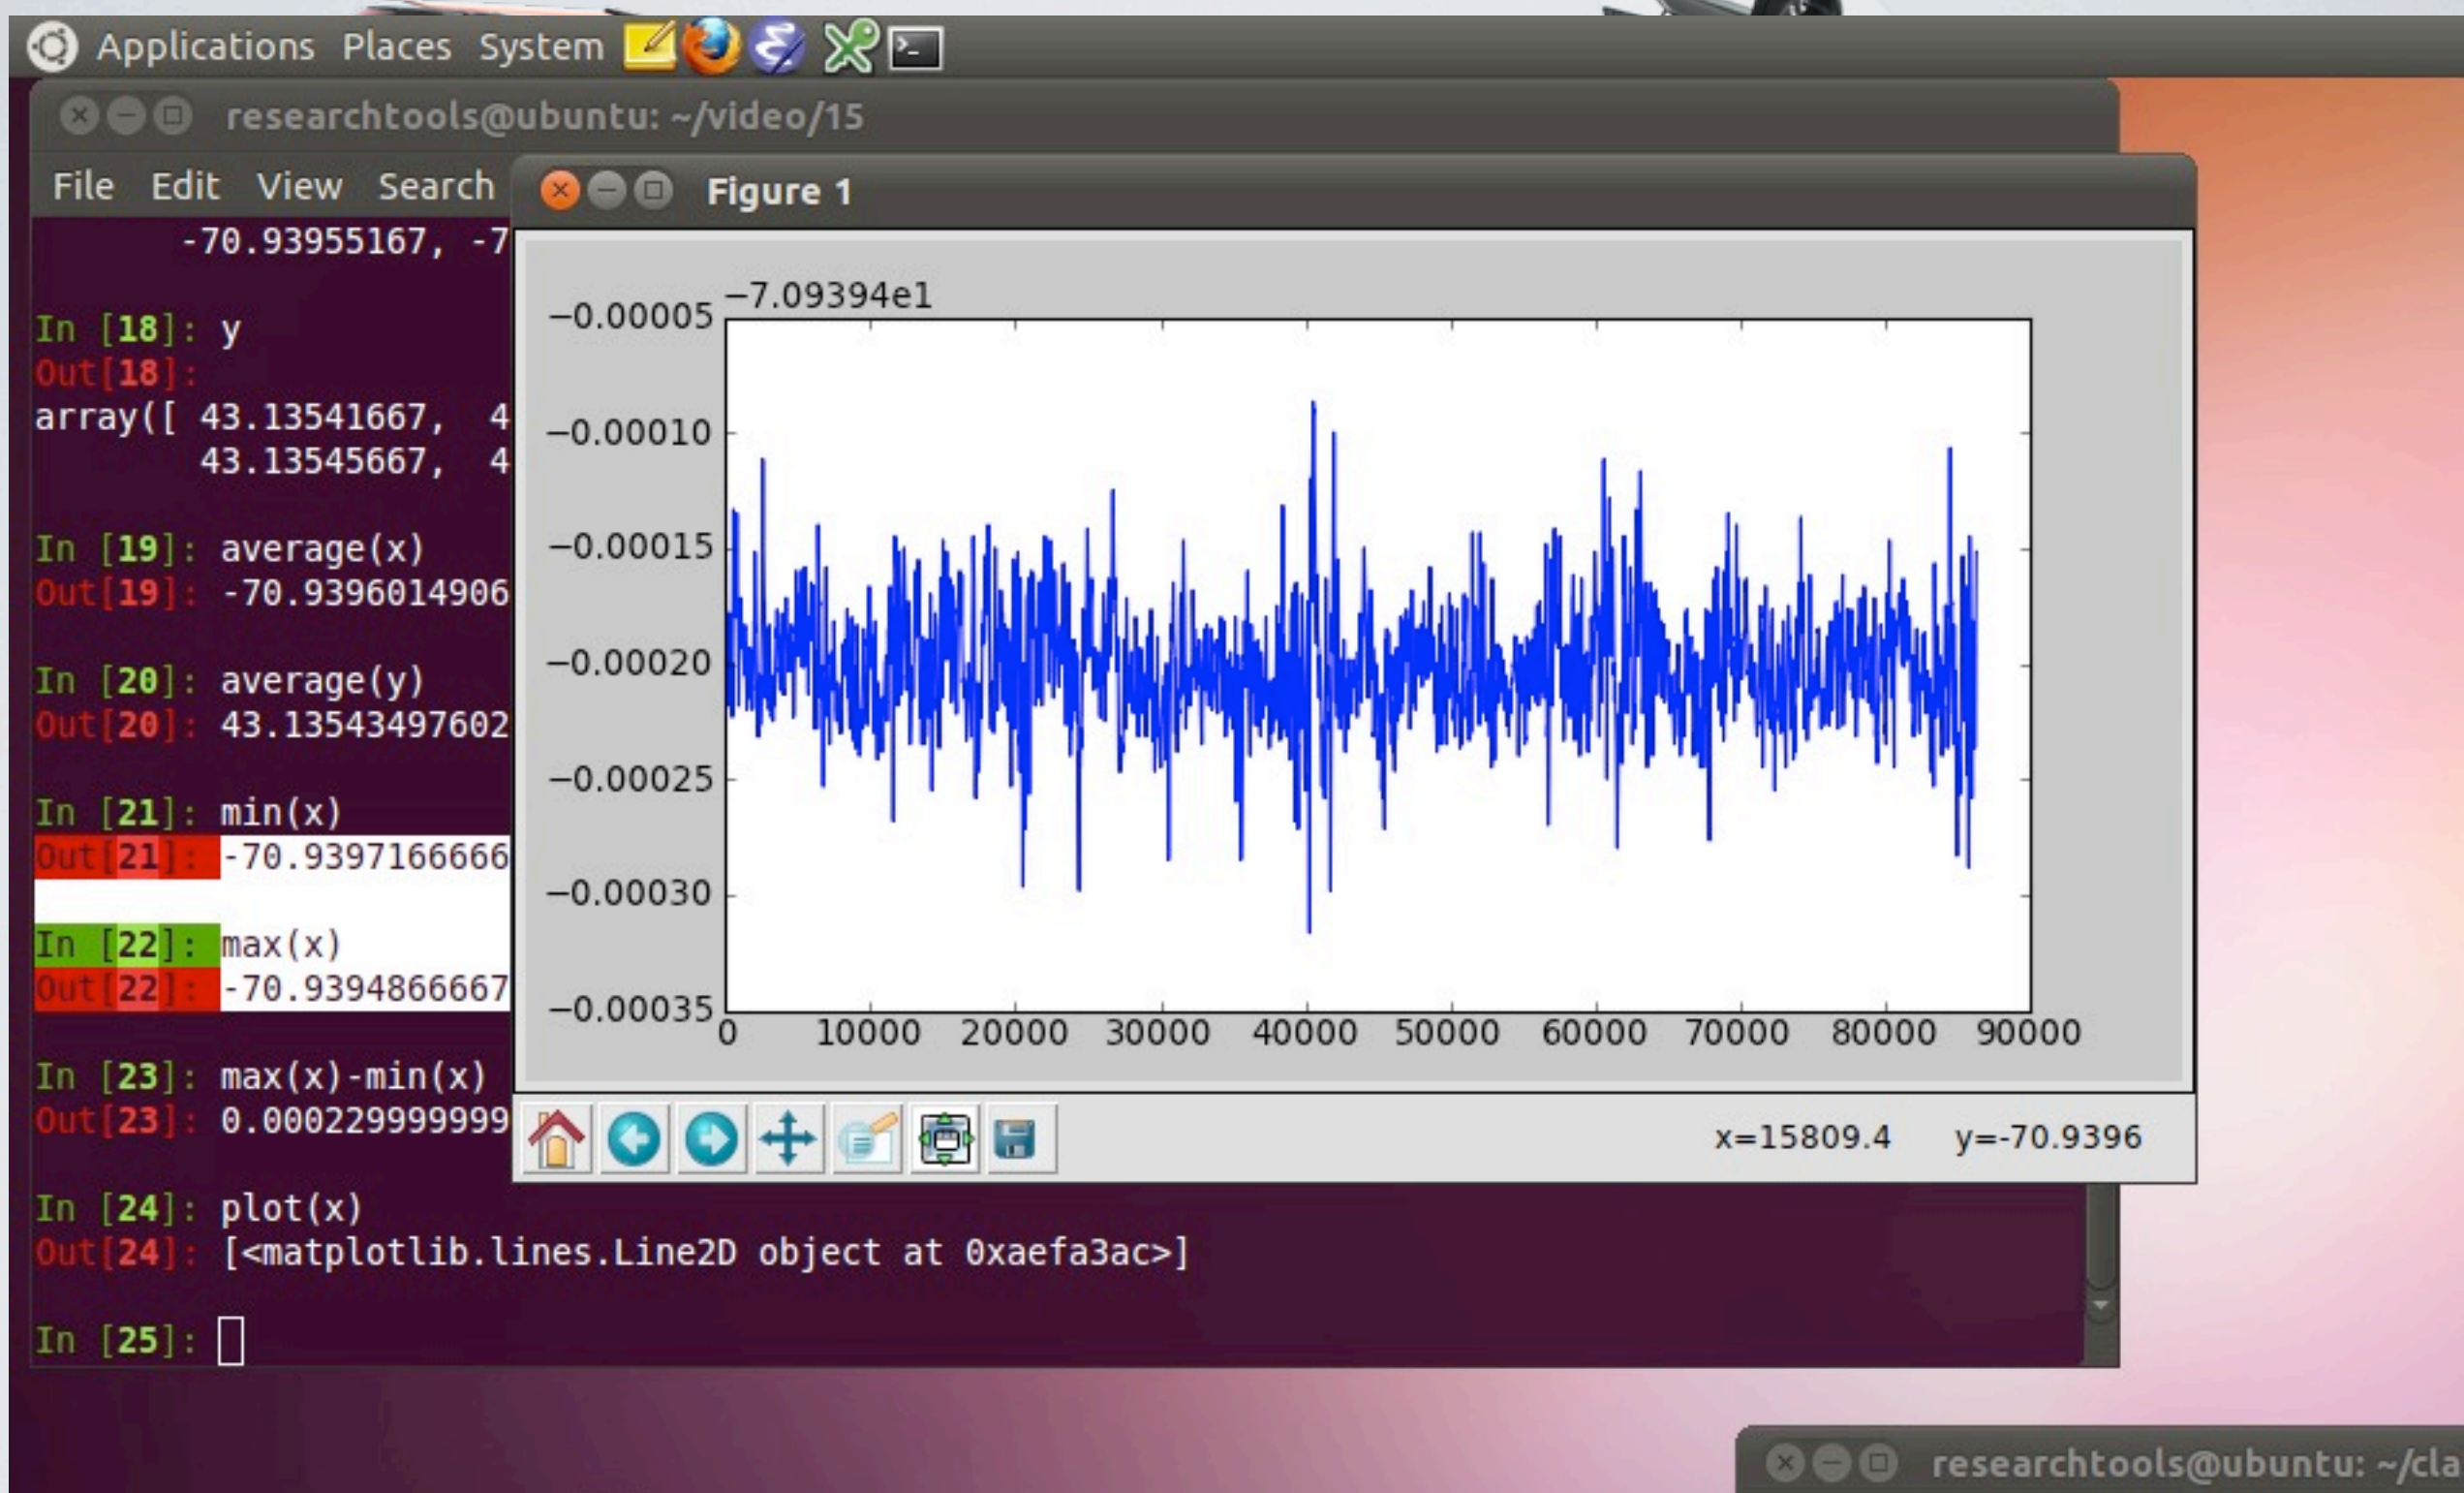 Applications Places System
researchtools@ubuntu: ~/video/15
File Edit View Search
-70.93955167, -7
In [18]: y
Out[18]:
array([ 43.13541667, 4
43.13545667, 4
In [19]: average(x)
Out[19]: -70.9396014906
In [20]: average(y)
Out[20]: 43.13543497602
In [21]: min(x)
Out[21]: -70.9397166666
In [22]: max(x)
Out[22]: -70.9394866667
In [23]: max(x)-min(x)
Out[23]: 0.000229999999
In [24]: plot(x)
Out[24]: [<matplotlib.lines.Line2D object at 0xaefa3ac>]
In [25]:
Figure 1
−7.09394e1
−0.00005
−0.00010
−0.00015
−0.00020
−0.00025
−0.00030
−0.00035
0 10000 20000 30000 40000 50000 60000 70000 80000 90000
x=15809.4 y=-70.9396
researchtools@ubuntu: ~/cla